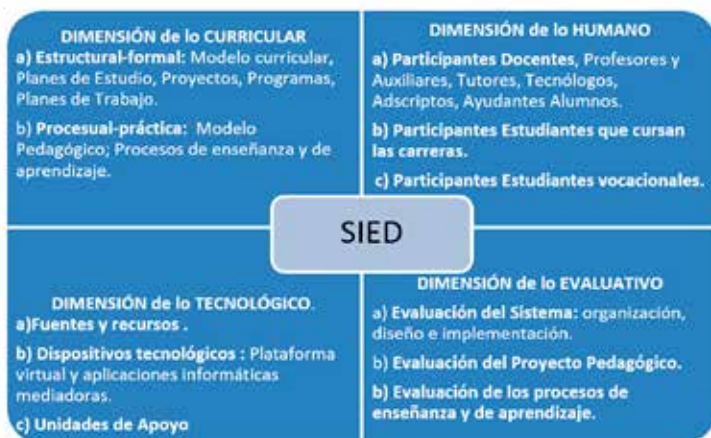 DIMENSIÓN de lo CURRICULAR
a) Estructural-formal: Modelo curricular,
Planes de Estudio, Proyectos, Programas,
Planes de Trabajo.
b) Procesual-práctica: Modelo
Pedagógico; Procesos de enseñanza y de
aprendizaje.
DIMENSIÓN de lo HUMANO
a) Participantes Docentes, Profesores y
Auxiliares, Tutores, Tecnólogos,
Adscriptos, Ayudantes Alumnos.
b) Participantes Estudiantes que cursan
las carreras.
c) Participantes Estudiantes vocacionales.
SIED
DIMENSIÓN de lo TECNOLÓGICO.
a)Fuentes y recursos .
b) Dispositivos tecnológicos : Plataforma
virtual y aplicaciones informáticas
mediadoras.
c) Unidades de Apoyo
DIMENSIÓN de lo EVALUATIVO
a) Evaluación del Sistema: organización,
diseño e implementación.
b) Evaluación del Proyecto Pedagógico.
b) Evaluación de los procesos de
enseñanza y de aprendizaje.